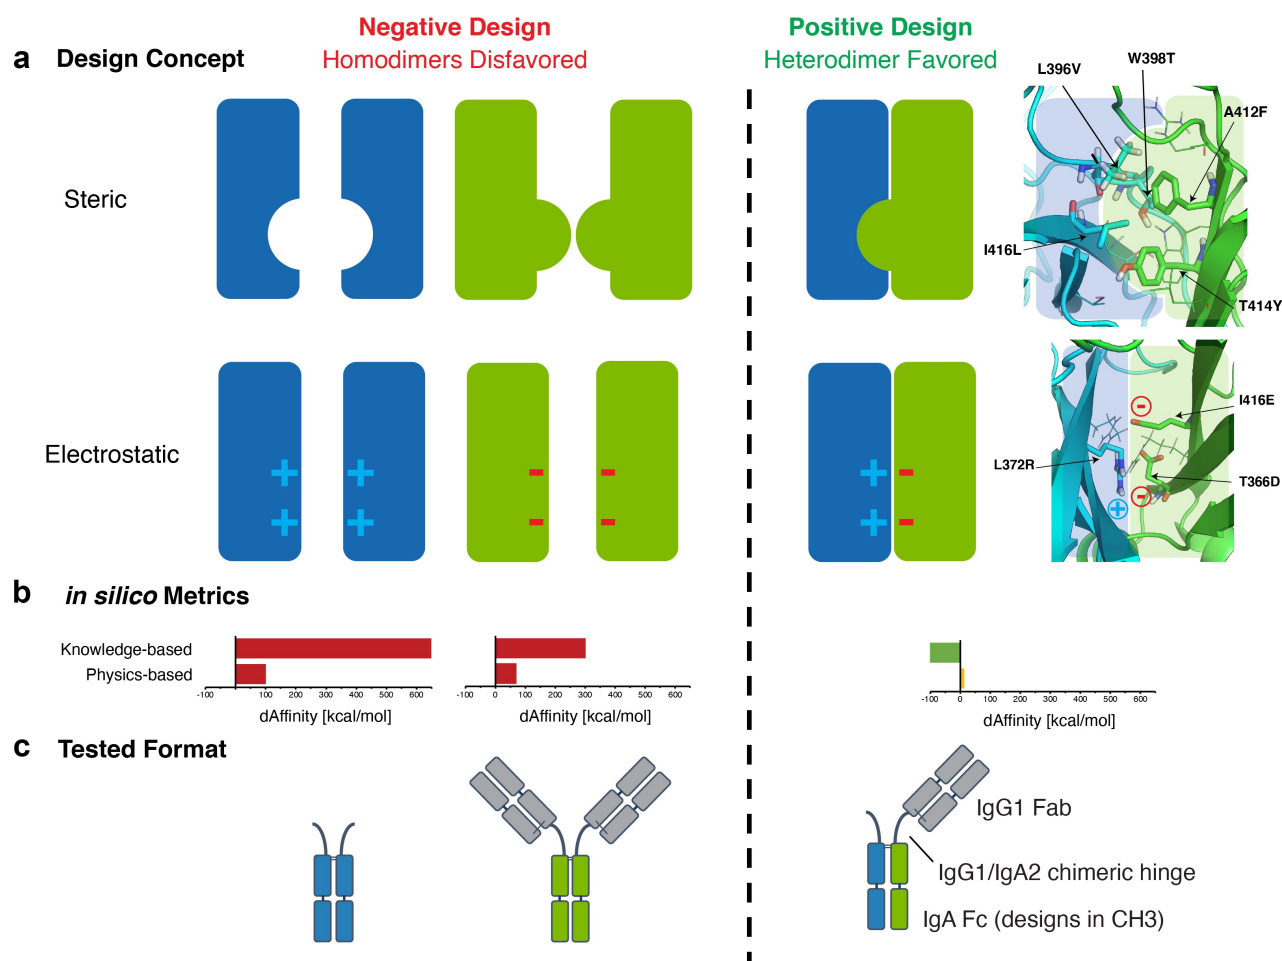 Negative Design
Homodimers Disfavored
Positive Design
Heterodimer Favored
a Design Concept
Steric
L396V
W398T
A412F
I416L
T414Y
Electrostatic
+ + - -
+ + - -
+ -
+ -
I416E
-
L372R
T366D
-
+
b in silico Metrics
Knowledge-based
Physics-based
-100 0 100 200 300 400 500 600
dAffinity [kcal/mol]
-100 0 100 200 300 400 500 600
dAffinity [kcal/mol]
-100 0 100 200 300 400 500 600
dAffinity [kcal/mol]
c Tested Format
IgG1 Fab
IgG1/IgA2 chimeric hinge
IgA Fc (designs in CH3)